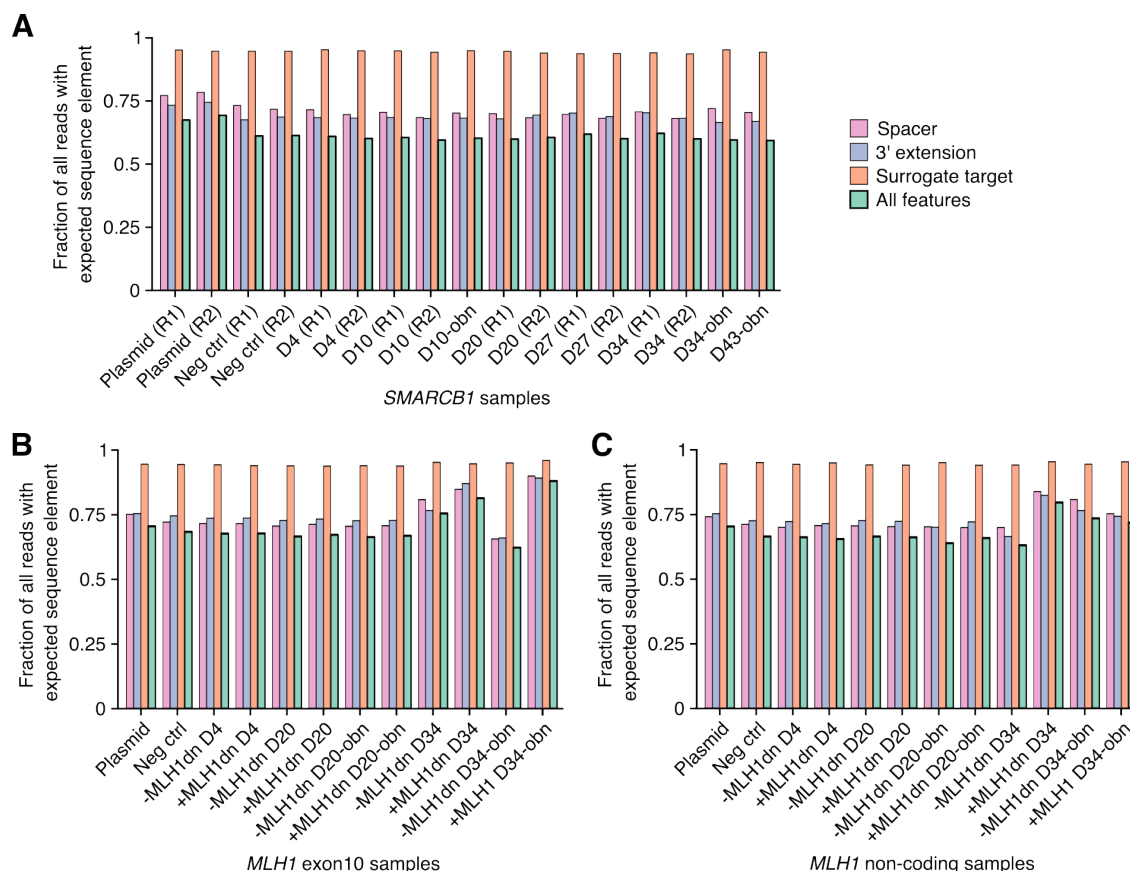 A
Fraction of all reads with
expected sequence element
1
0.75
0.5
0.25
0
Plasmid (R1)
Plasmid (R2)
Neg ctrl (R1)
Neg ctrl (R2)
D4 (R1)
D4 (R2)
D10 (R1)
D10 (R2)
D10-obn
D20 (R1)
D20 (R2)
D27 (R1)
D27 (R2)
D34 (R1)
D34 (R2)
D34-obn
D43-obn
SMARCB1 samples
Spacer
3' extension
Surrogate target
All features
B
Fraction of all reads with
expected sequence element
1
0.75
0.5
0.25
0
Plasmid
Neg ctrl
-MLH1dn D4
+MLH1dn D4
-MLH1dn D20
+MLH1dn D20
-MLH1dn D20-obn
+MLH1dn D20-obn
-MLH1dn D34
+MLH1dn D34
-MLH1dn D34-obn
+MLH1 D34-obn
MLH1 exon10 samples
C
Fraction of all reads with
expected sequence element
1
0.75
0.5
0.25
0
Plasmid
Neg ctrl
-MLH1dn D4
+MLH1dn D4
-MLH1dn D20
+MLH1dn D20
-MLH1dn D20-obn
+MLH1dn D20-obn
-MLH1dn D34
+MLH1dn D34
-MLH1dn D34-obn
+MLH1 D34-obn
MLH1 non-coding samples